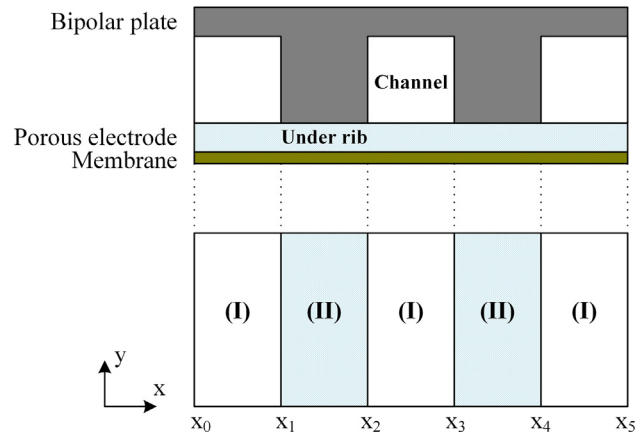 Bipolar plate
Channel
Porous electrode
Under rib
Membrane
(I) (II) (I) (II) (I)
y
x
x0 x1 x2 x3 x4 x5